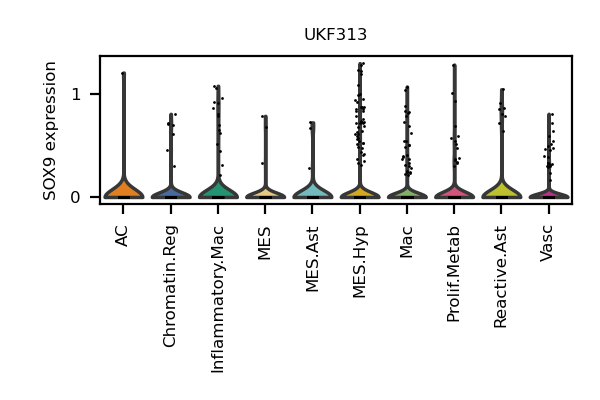 UKF313
SOX9 expression
1
0
AC
Chromatin.Reg
Inflammatory.Mac
MES
MES.Ast
MES.Hyp
Mac
Prolif.Metab
Reactive.Ast
Vasc